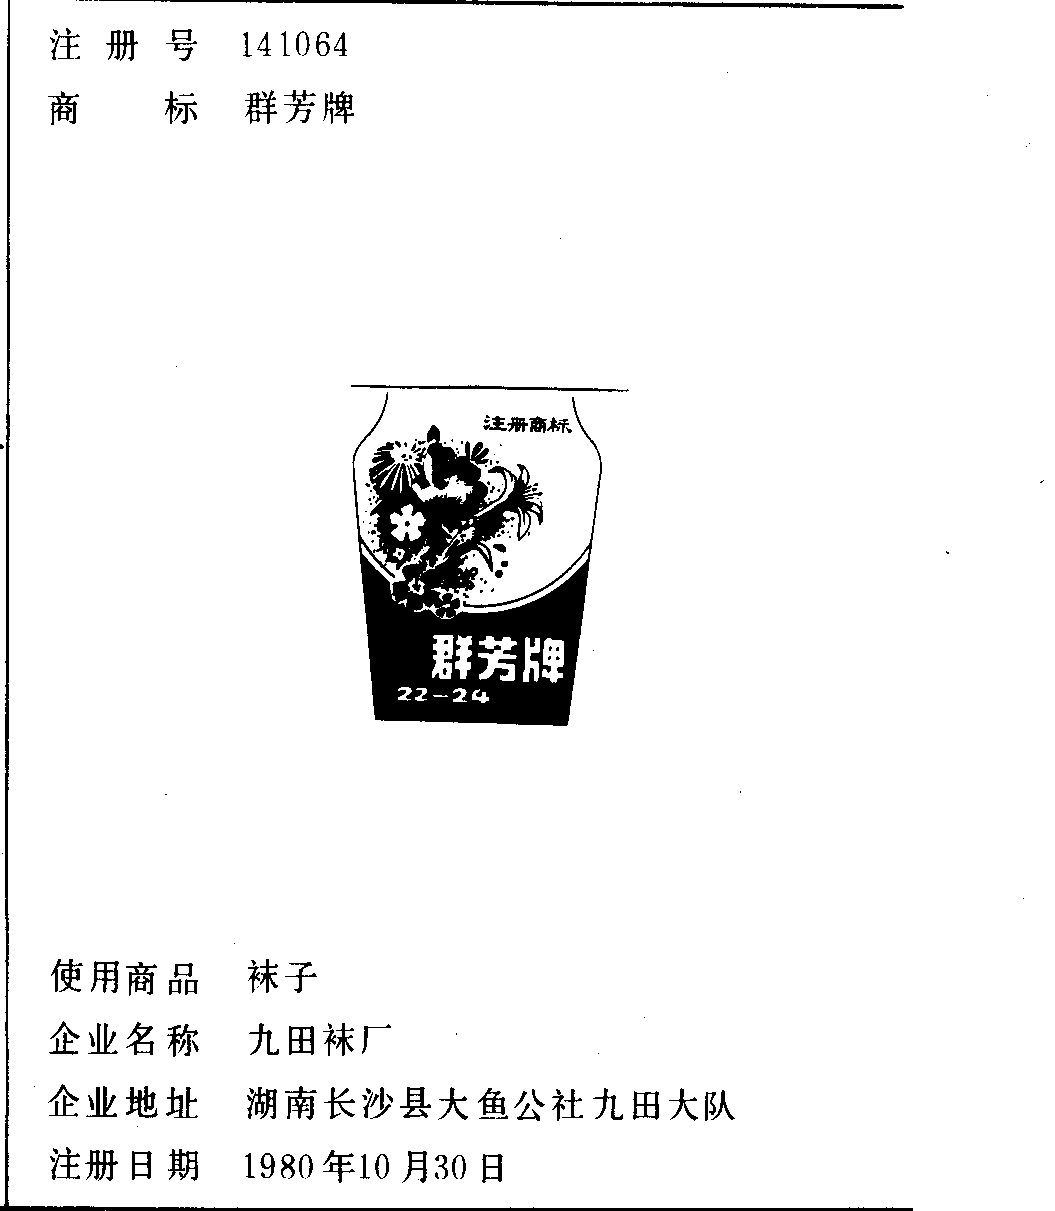 注册号 141064
商标 群芳牌
注册商标
群芳牌
22-24
使用商品 袜子
企业名称 九田袜厂
企业地址 湖南长沙县大鱼公社九田大队
注册日期 1980年10月30日